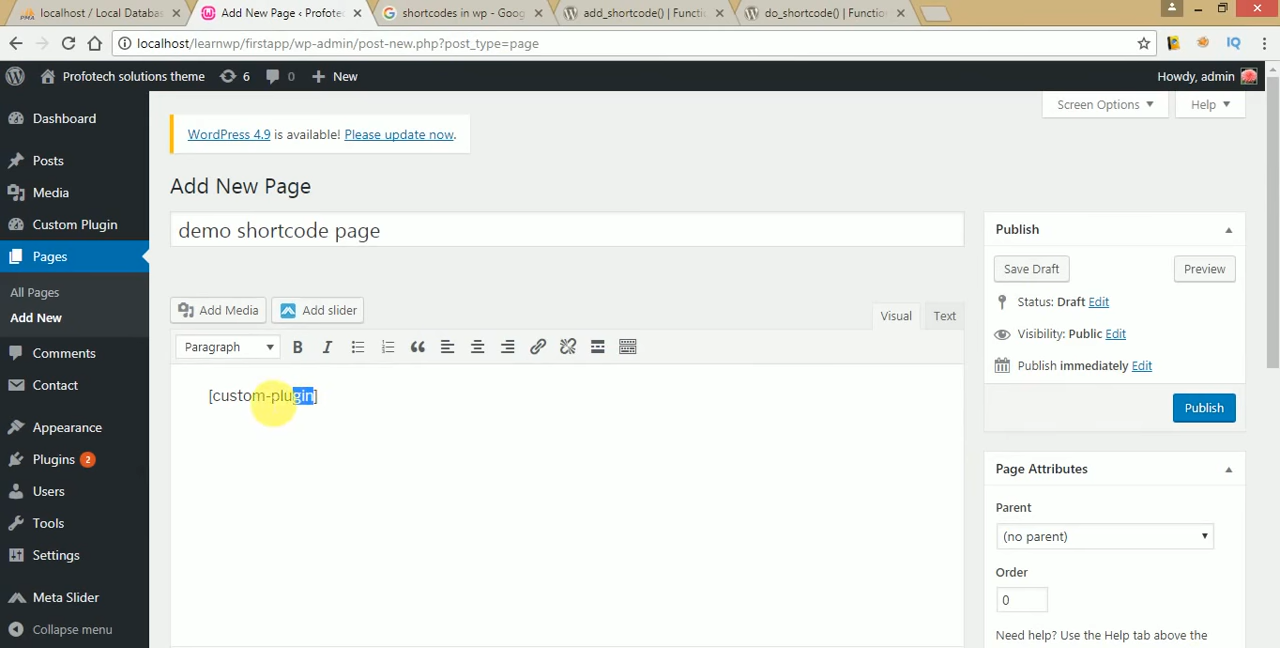 localhost / Local Databas
Add New Page ‹ Profotec
shortcodes in wp - Goog
add_shortcode() | Functi
do_shortcode() | Functio
localhost/learnwp/firstapp/wp-admin/post-new.php?post_type=page
IQ
Profotech solutions theme 6 0 + New
Howdy, admin
Dashboard
Posts
Media
Custom Plugin
Pages
All Pages
Add New
Comments
Contact
Appearance
Plugins 2
Users
Tools
Settings
Meta Slider
Collapse menu
Screen Options ▼
Help ▼
WordPress 4.9 is available! Please update now.
Add New Page
demo shortcode page
Add Media
Add slider
Visual
Text
Paragraph
B I
[custom-plugin]
Publish
Save Draft
Preview
Status: Draft Edit
Visibility: Public Edit
Publish immediately Edit
Publish
Page Attributes
Parent
(no parent)
Order
0
Need help? Use the Help tab above the